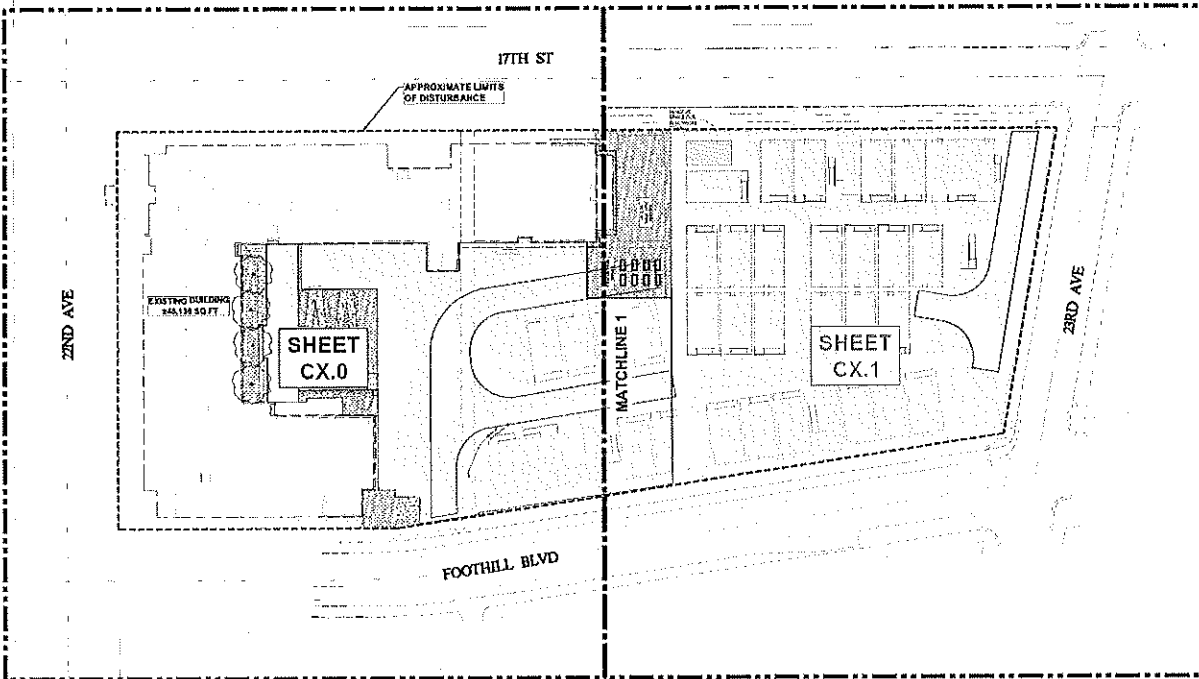 17TH ST
APPROXIMATE LIMITS
OF DISTURBANCE
22ND AVE
EXISTING BUILDING
SHEET
CX.0
MATCHLINE 1
SHEET
CX.1
23RD AVE
FOOTHILL BLVD